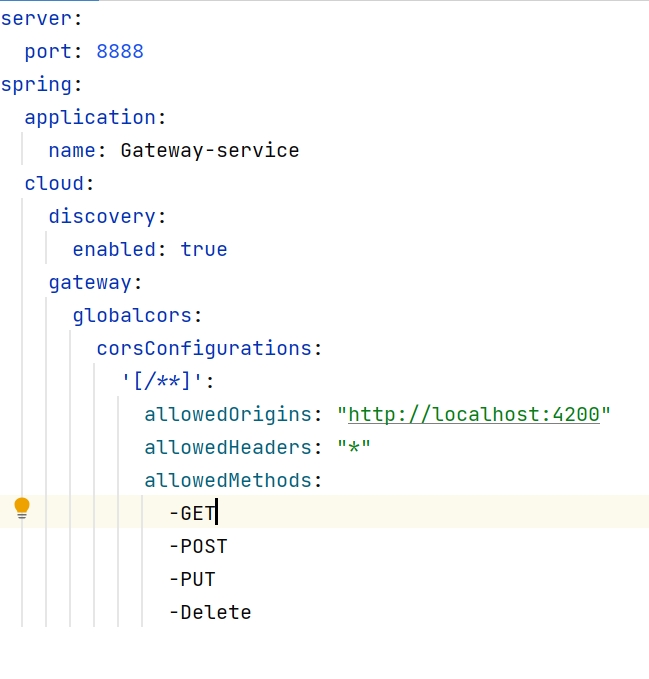 server:
  port: 8888
spring:
  application:
    name: Gateway-service
  cloud:
    discovery:
      enabled: true
    gateway:
      globalcors:
        corsConfigurations:
          '[/**]':
            allowedOrigins: "http://localhost:4200"
            allowedHeaders: "*"
            allowedMethods:
              -GET
              -POST
              -PUT
              -Delete